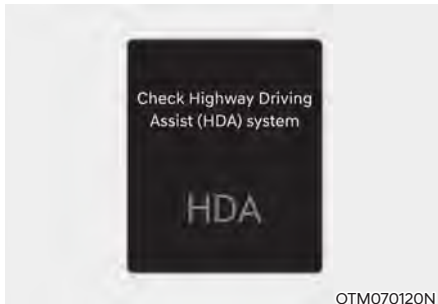 Check Highway Driving
Assist (HDA) system
HDA
OTM070120N